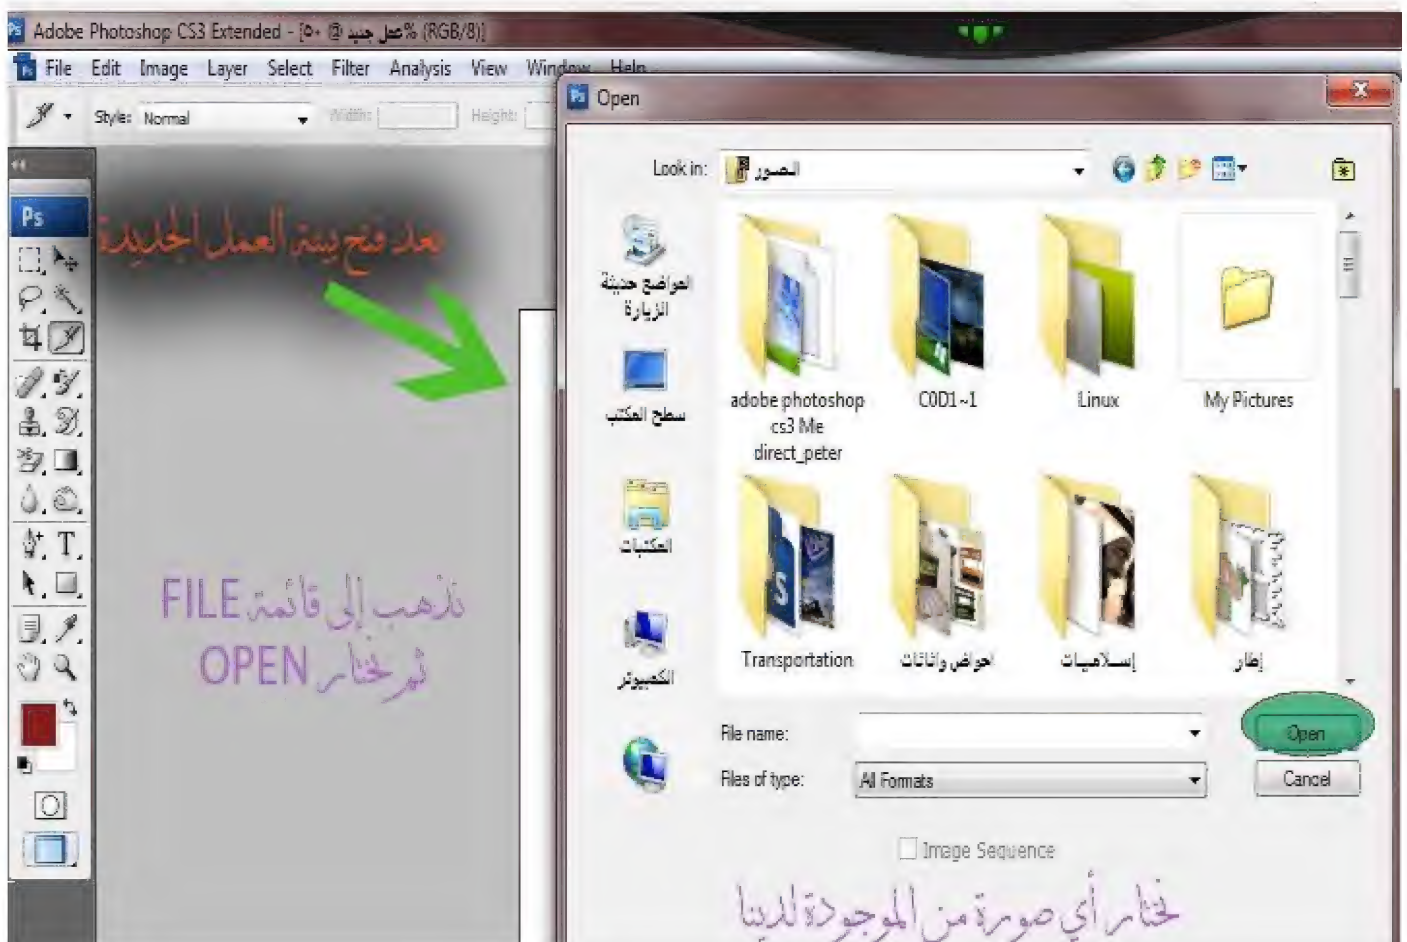 Adobe Photoshop CS3 Extended - [عمل جديد @ ٥٠% (RGB/8)]
File Edit Image Layer Select Filter Analysis View Window Help
Style: Normal Width: Height:
Open
Look in: الصور
Ps
بعد فتح بيئة العمل الجديدة
المواضع حديثة
الزيارة
سطح المكتب
المكتبات
الكمبيوتر
adobe photoshop
cs3 Me
direct_peter
C0D1~1
Linux
My Pictures
Transportation
احواض واثاثات
إسلاميات
إطار
نذهب إلى قائمة FILE
ثم نختار OPEN
File name:
Open
Files of type: All Formats
Cancel
Image Sequence
نختار أي صورة من الموجودة لدينا